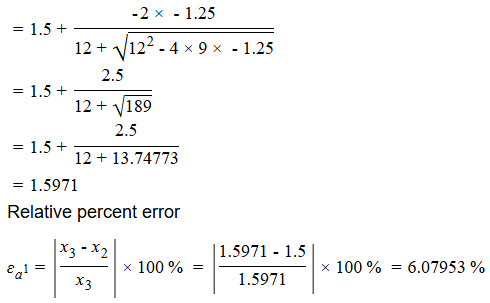 = 1.5 + (-2 × - 1.25) / (12 + √(12² - 4 × 9 × - 1.25))
= 1.5 + 2.5 / (12 + √189)
= 1.5 + 2.5 / (12 + 13.74773)
= 1.5971
Relative percent error
εₐ1 = |(x₃ - x₂) / x₃| × 100 % = |(1.5971 - 1.5) / 1.5971| × 100 % = 6.07953 %